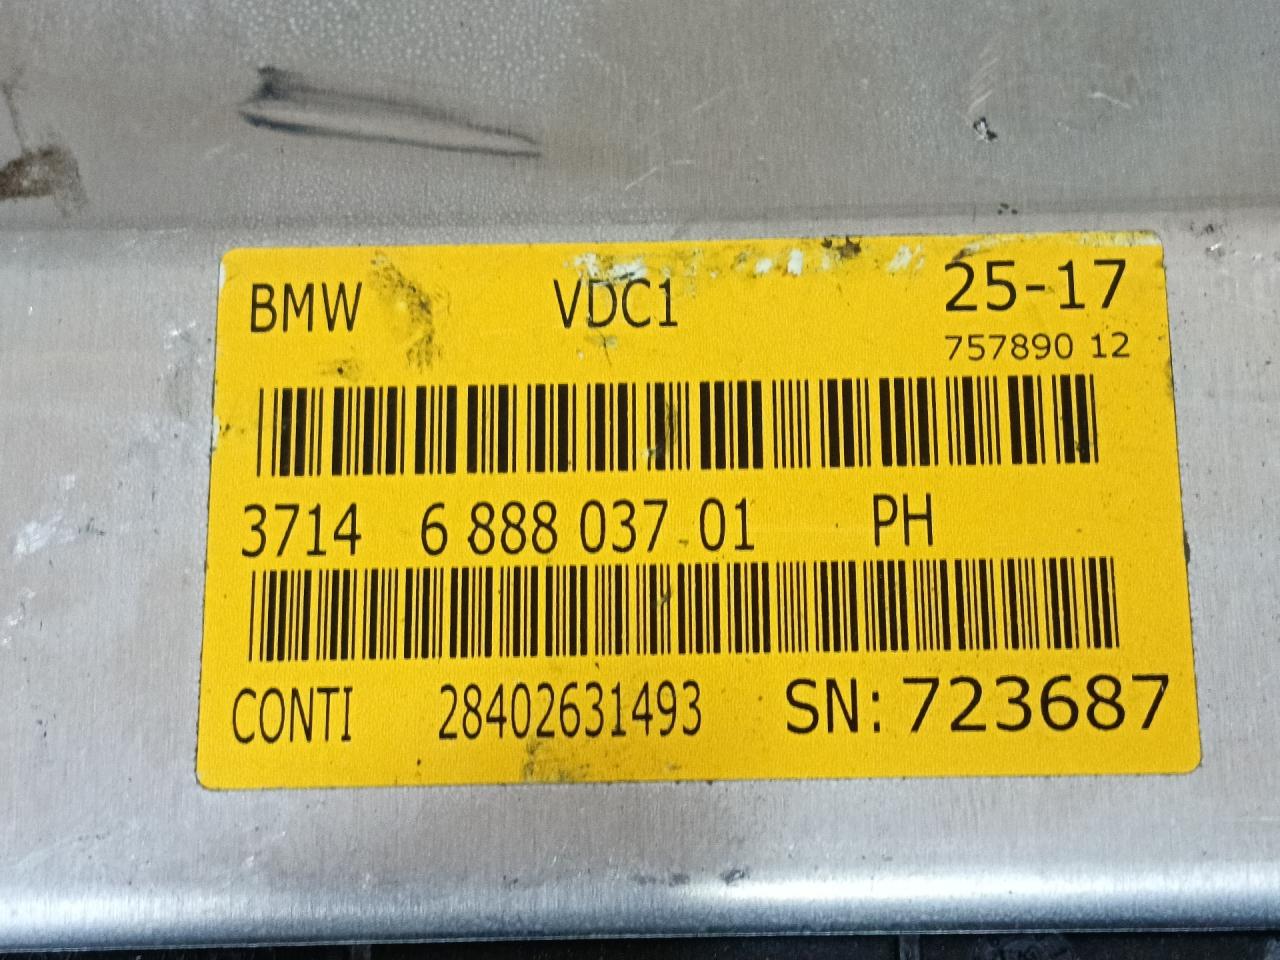 BMW VDC1 25-17
757890 12
3714 6 888 037 01 PH
CONTI 28402631493 SN: 723687